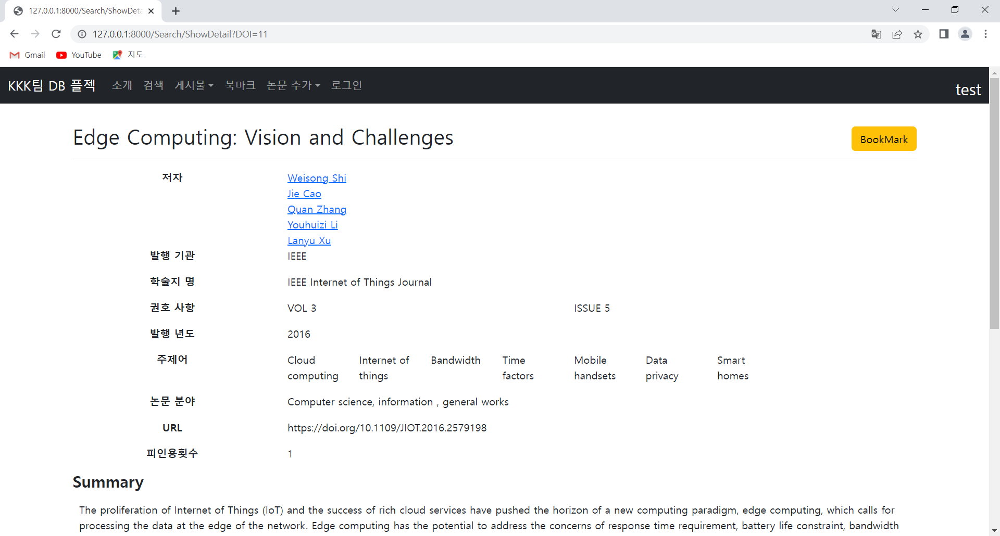 127.0.0.1:8000/Search/ShowDeta
127.0.0.1:8000/Search/ShowDetail?DOI=11
Gmail YouTube 지도
KKK팀 DB 플젝 소개 검색 게시물 북마크 논문 추가 로그인 test
Edge Computing: Vision and Challenges BookMark
저자 Weisong Shi
Jie Cao
Quan Zhang
Youhuizi Li
Lanyu Xu
발행 기관 IEEE
학술지 명 IEEE Internet of Things Journal
권호 사항 VOL 3 ISSUE 5
발행 년도 2016
주제어 Cloud computing Internet of things Bandwidth Time factors Mobile handsets Data privacy Smart homes
논문 분야 Computer science, information , general works
URL https://doi.org/10.1109/JIOT.2016.2579198
피인용횟수 1
Summary
The proliferation of Internet of Things (IoT) and the success of rich cloud services have pushed the horizon of a new computing paradigm, edge computing, which calls for
processing the data at the edge of the network. Edge computing has the potential to address the concerns of response time requirement, battery life constraint, bandwidth